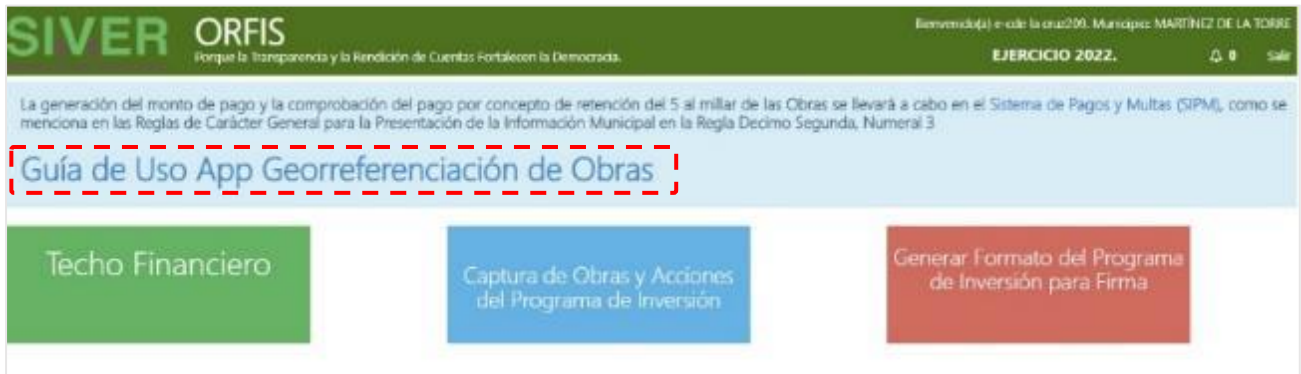 SIVER
ORFIS
Porque la Transparencia y la Rendición de Cuentas Fortalecen la Democracia.
Bienvenido(a) e-cde la cruz209. Municipio: MARTÍNEZ DE LA TORRE
EJERCICIO 2022.
0
Salir
La generación del monto de pago y la comprobación del pago por concepto de retención del 5 al millar de las Obras se llevará a cabo en el Sistema de Pagos y Multas (SIPM), como se
menciona en las Reglas de Carácter General para la Presentación de la Información Municipal en la Regla Decimo Segunda, Numeral 3
Guía de Uso App Georreferenciación de Obras
Techo Financiero
Captura de Obras y Acciones
del Programa de Inversión
Generar Formato del Programa
de Inversión para Firma